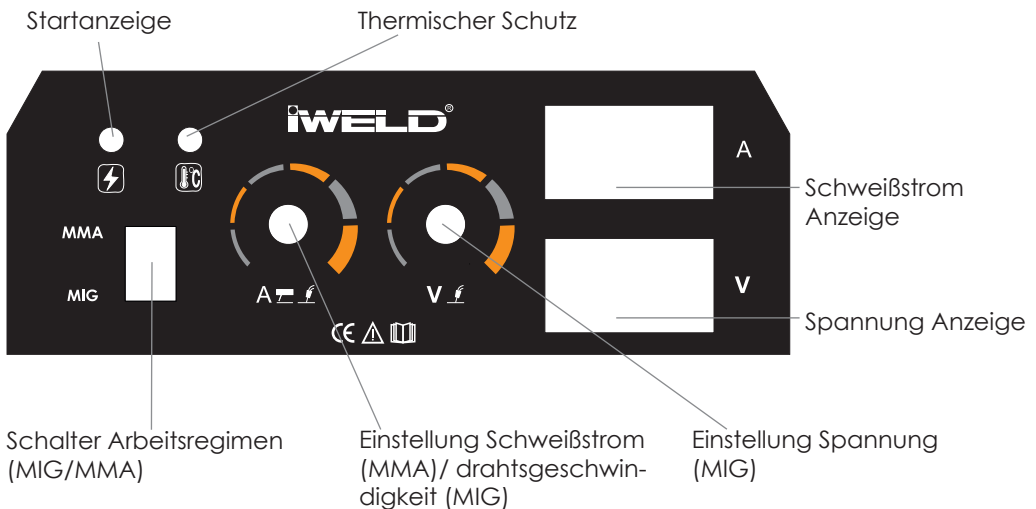 Startanzeige
Thermischer Schutz
iWELD®
°C
A
Schweißstrom
Anzeige
MMA
MIG
A
V
V
Spannung Anzeige
CE
Schalter Arbeitsregimen
(MIG/MMA)
Einstellung Schweißstrom
(MMA)/ drahtsgeschwin-
digkeit (MIG)
Einstellung Spannung
(MIG)